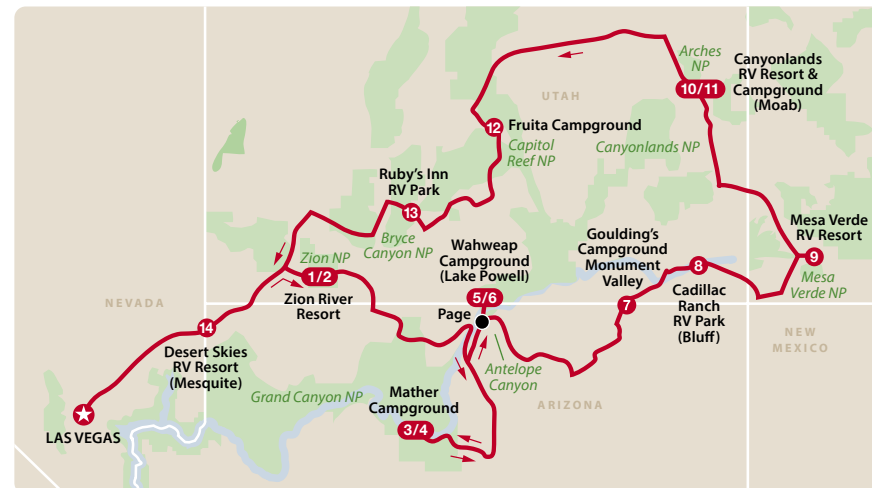 Arches
NP
10/11
Canyonlands
RV Resort &
Campground
(Moab)
UTAH
12
Fruita Campground
Capitol
Reef NP
Canyonlands NP
Ruby's Inn
RV Park
13
Bryce
Canyon NP
Zion NP
1/2
Zion River
Resort
Wahweap
Campground
(Lake Powell)
5/6
Page
Goulding's
Campground
Monument
Valley
7
8
Cadillac
Ranch
RV Park
(Bluff)
Mesa Verde
RV Resort
9
Mesa
Verde NP
NEVADA
14
Desert Skies
RV Resort
(Mesquite)
LAS VEGAS
Grand Canyon NP
Mather
Campground
3/4
Antelope
Canyon
ARIZONA
NEW
MEXICO